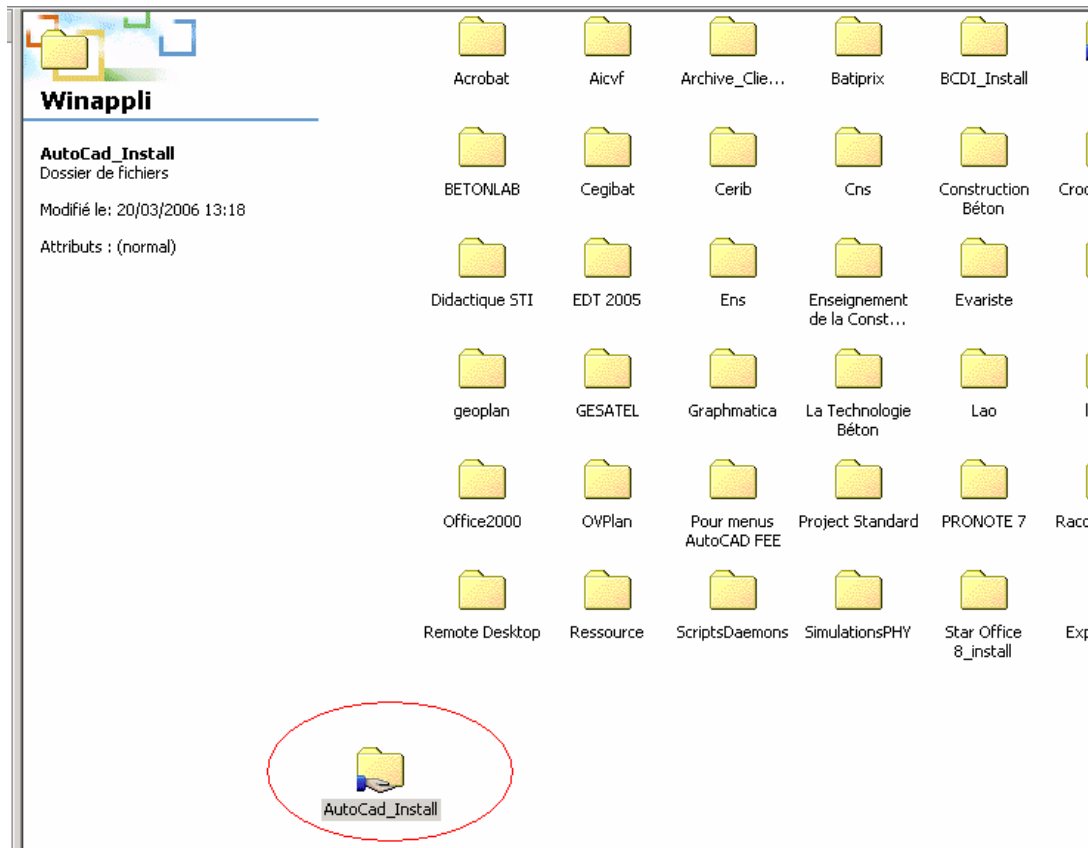 Winappli
AutoCad_Install
Dossier de fichiers
Modifié le: 20/03/2006 13:18
Attributs : (normal)
Acrobat
Aicvf
Archive_Clie...
Batiprix
BCDI_Install
BETONLAB
Cegibat
Cerib
Cns
Construction
Béton
Didactique STI
EDT 2005
Ens
Enseignement
de la Const...
Evariste
geoplan
GESATEL
Graphmatica
La Technologie
Béton
Lao
Office2000
OVPlan
Pour menus
AutoCAD FEE
Project Standard
PRONOTE 7
Remote Desktop
Ressource
ScriptsDaemons
SimulationsPHY
Star Office
8_install
AutoCad_Install